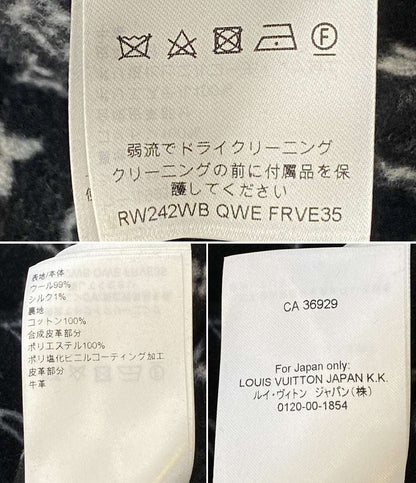 F
弱流でドライクリーニング
クリーニングの前に付属品を保
護してください
RW242WB QWE FRVE35
表地/本体
ウール99%
シルク1%
裏地
コットン100%
合成皮革部分
ポリエステル100%
ポリ塩化ビニルコーティング加工
皮革部分
牛革
CA 36929
For Japan only:
LOUIS VUITTON JAPAN K.K.
ルイ・ヴィトン ジャパン(株)
0120-00-1854